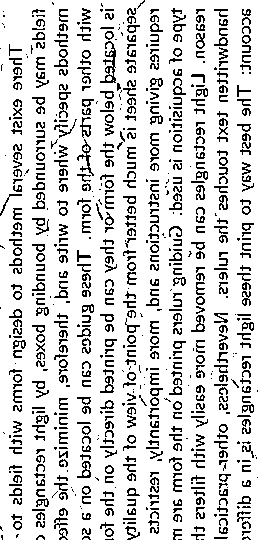 There exist several methods to design forms with fields to
fields may be surrounded by bounding boxes, by light rectangles o
methods specify where to write and, therefore, minimize the effe
with other parts of the form. These guides can be located on a s
is located below the form or they can be printed directly on the fo
separate sheet is much better from the point of view of the quality
requires giving more instructions and, more importantly, restricts
type of acquisition is used. Guiding rulers printed on the form are m
reason. Light rectangles can be removed more easily with filters th
handwritten text touches the rulers. Nevertheless, other practical
account: The best way to print these light rectangles is in a differ